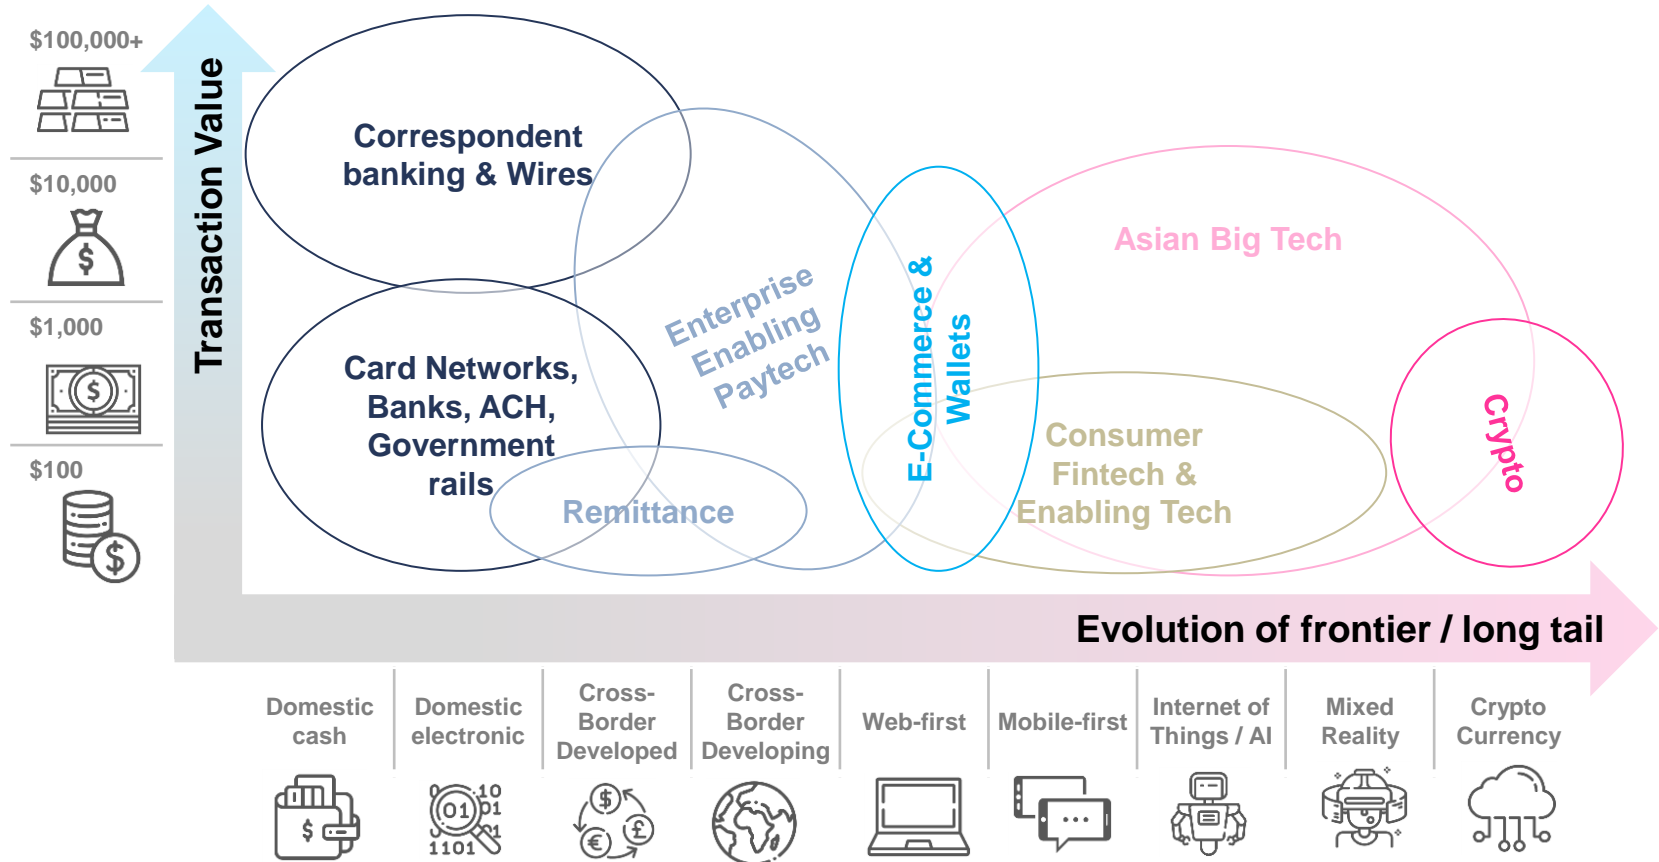 $100,000+
$10,000
$1,000
$100
Transaction Value
Correspondent
banking & Wires
Card Networks,
Banks, ACH,
Government
rails
Remittance
Enterprise
Enabling
Paytech
E-Commerce &
Wallets
Asian Big Tech
Consumer
Fintech &
Enabling Tech
Crypto
Evolution of frontier / long tail
Domestic
cash
Domestic
electronic
Cross-
Border
Developed
Cross-
Border
Developing
Web-first
Mobile-first
Internet of
Things / AI
Mixed
Reality
Crypto
Currency
$
$
$
$
$
01
10
01
1101
$
€
£